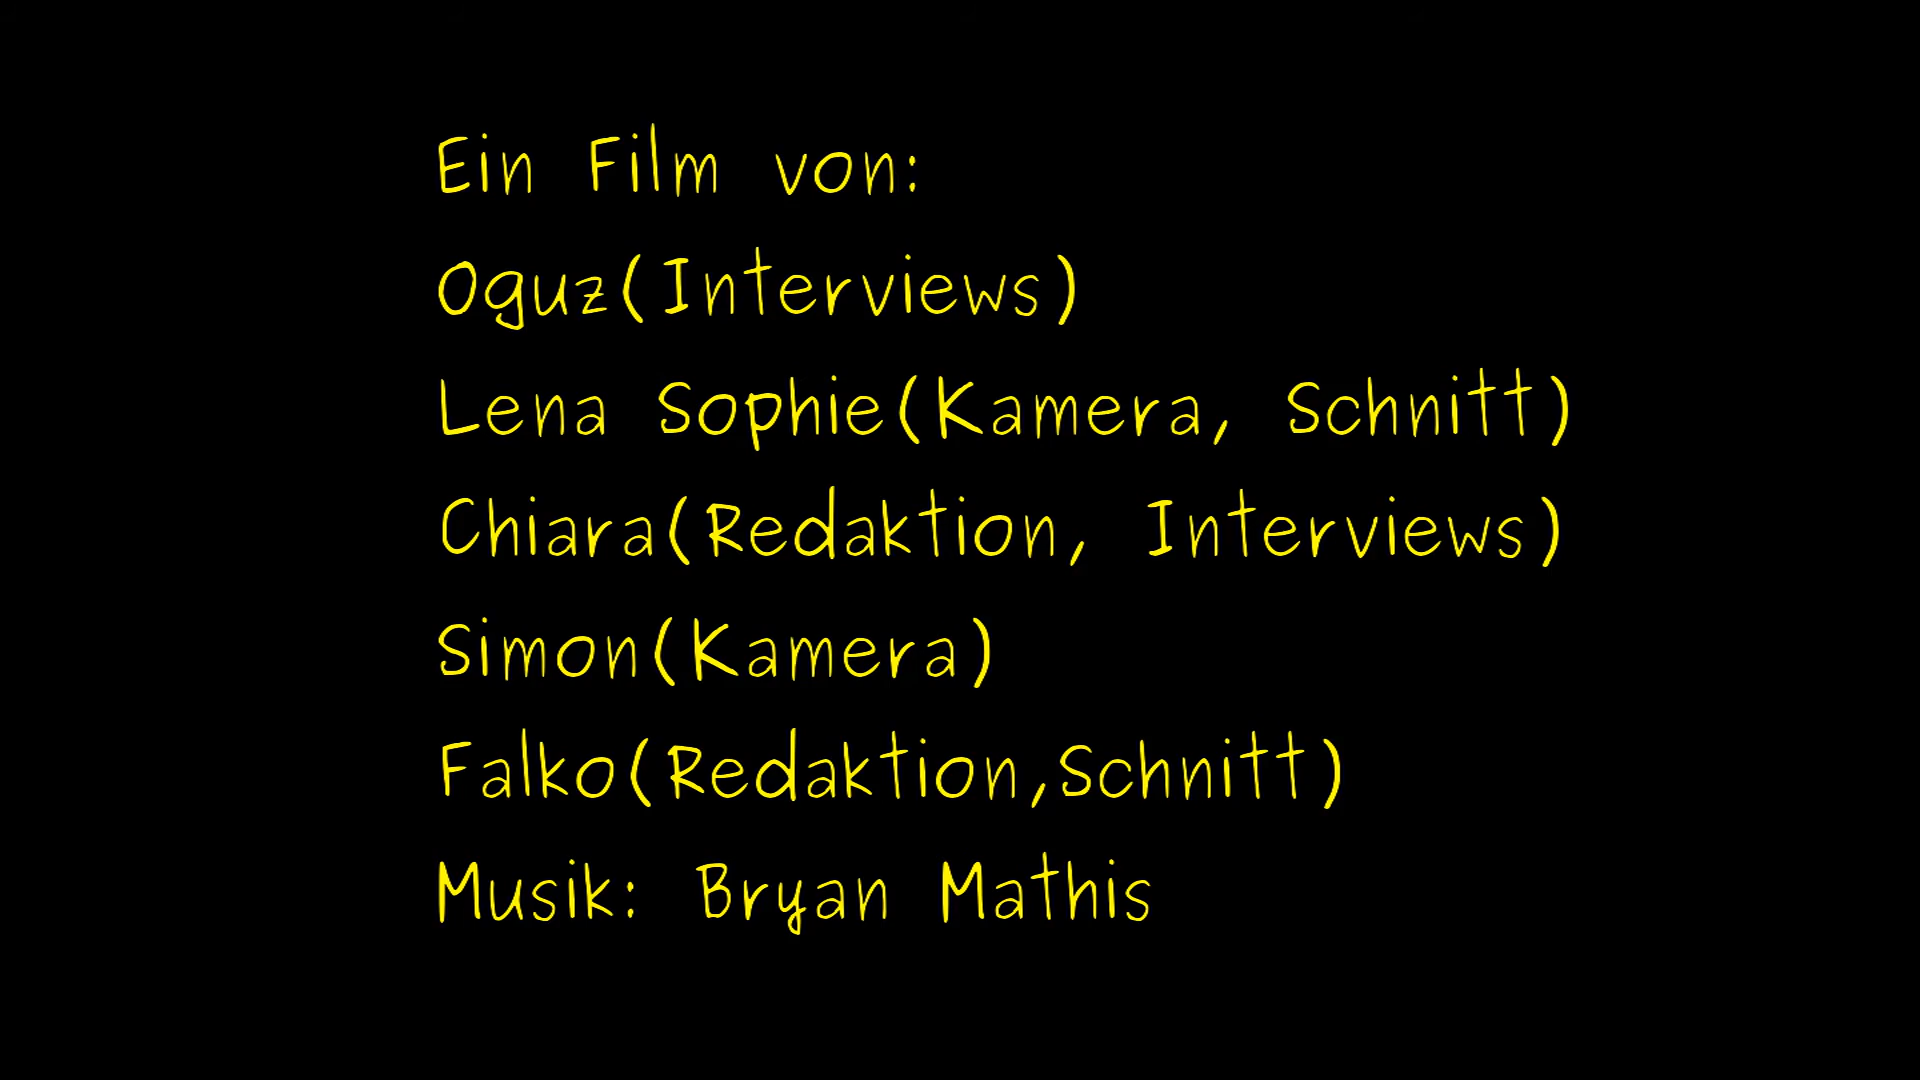 Ein Film von:
Oguz(Interviews)
Lena Sophie(Kamera, Schnitt)
Chiara(Redaktion, Interviews)
Simon(Kamera)
Falko(Redaktion,Schnitt)
Musik: Bryan Mathis